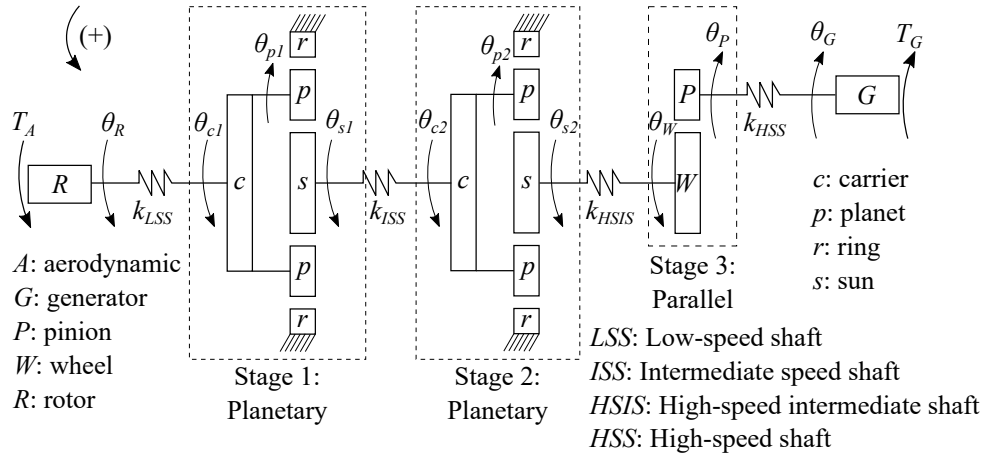 (+)
T_A
θ_R
R
k_LSS
θ_c1
θ_p1
c
r
p
s
p
r
θ_s1
k_ISS
Stage 1:
Planetary
θ_c2
θ_p2
c
r
p
s
p
r
θ_s2
k_HSIS
Stage 2:
Planetary
θ_W
P
W
θ_P
Stage 3:
Parallel
k_HSS
θ_G
G
T_G
A: aerodynamic
G: generator
P: pinion
W: wheel
R: rotor
c: carrier
p: planet
r: ring
s: sun
LSS: Low-speed shaft
ISS: Intermediate speed shaft
HSIS: High-speed intermediate shaft
HSS: High-speed shaft